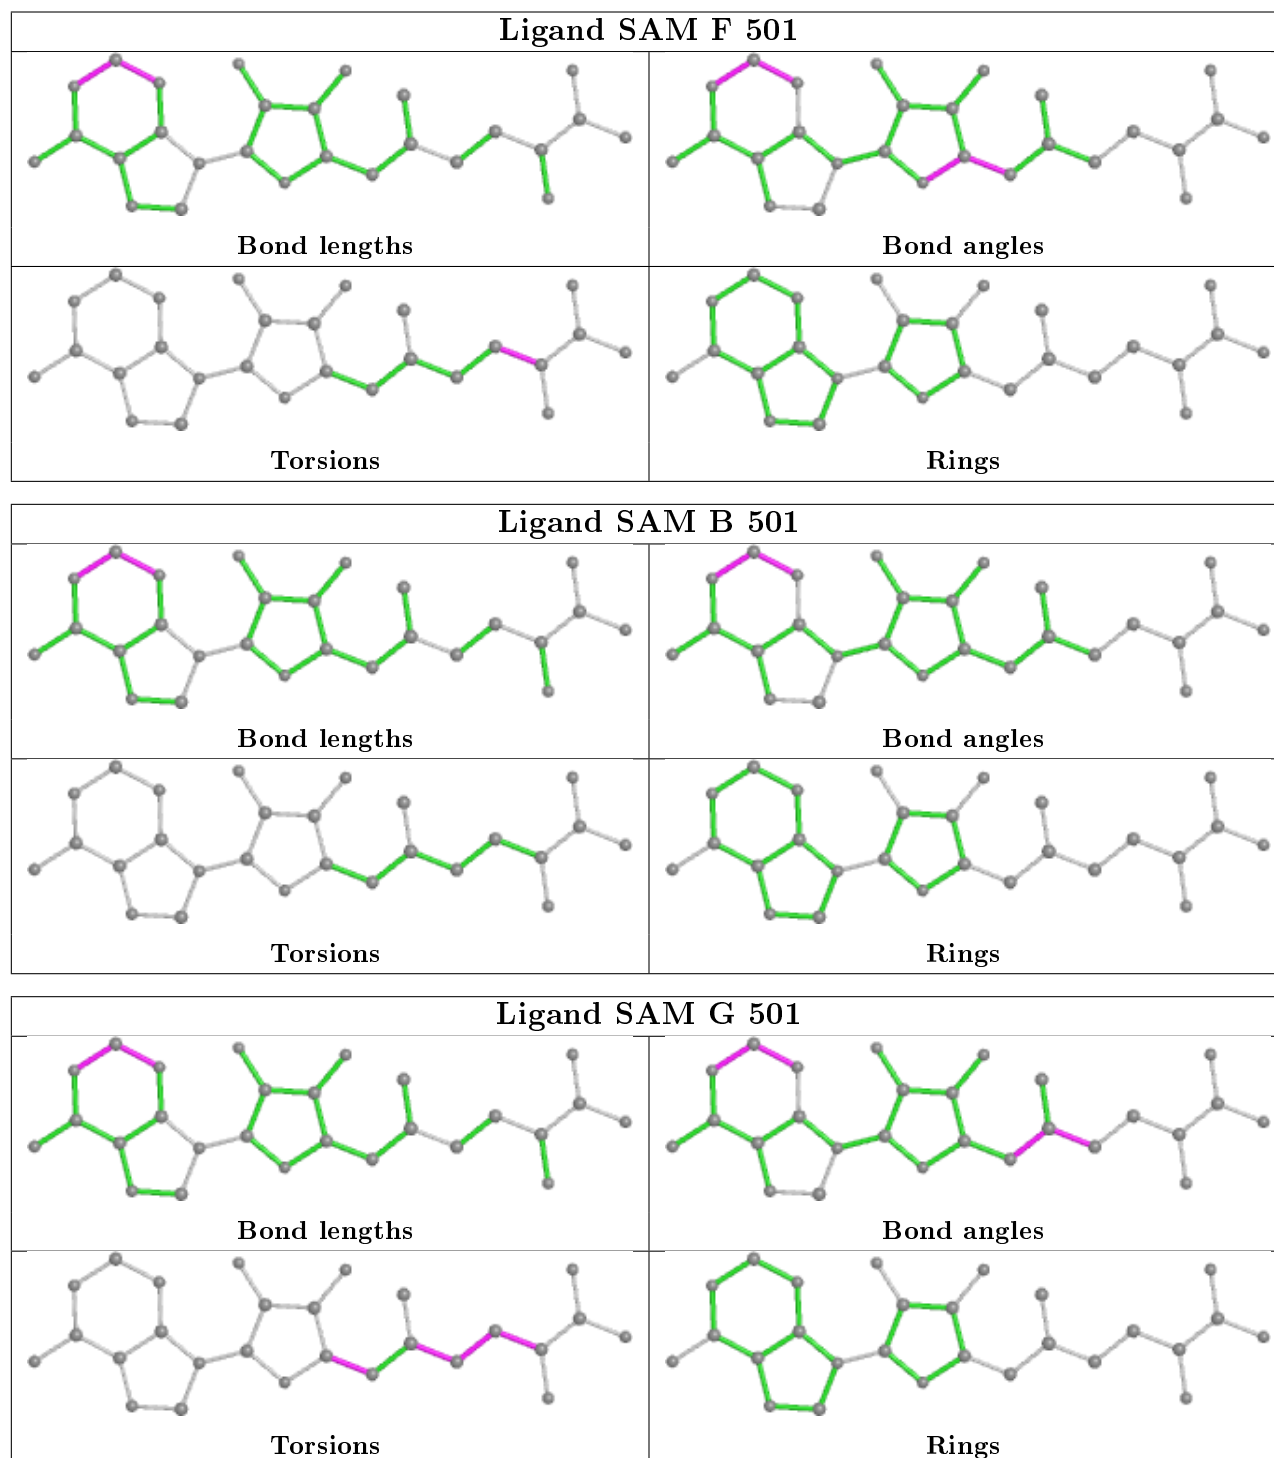 Ligand SAM F 501
Bond lengths
Bond angles
Torsions
Rings
Ligand SAM B 501
Bond lengths
Bond angles
Torsions
Rings
Ligand SAM G 501
Bond lengths
Bond angles
Torsions
Rings